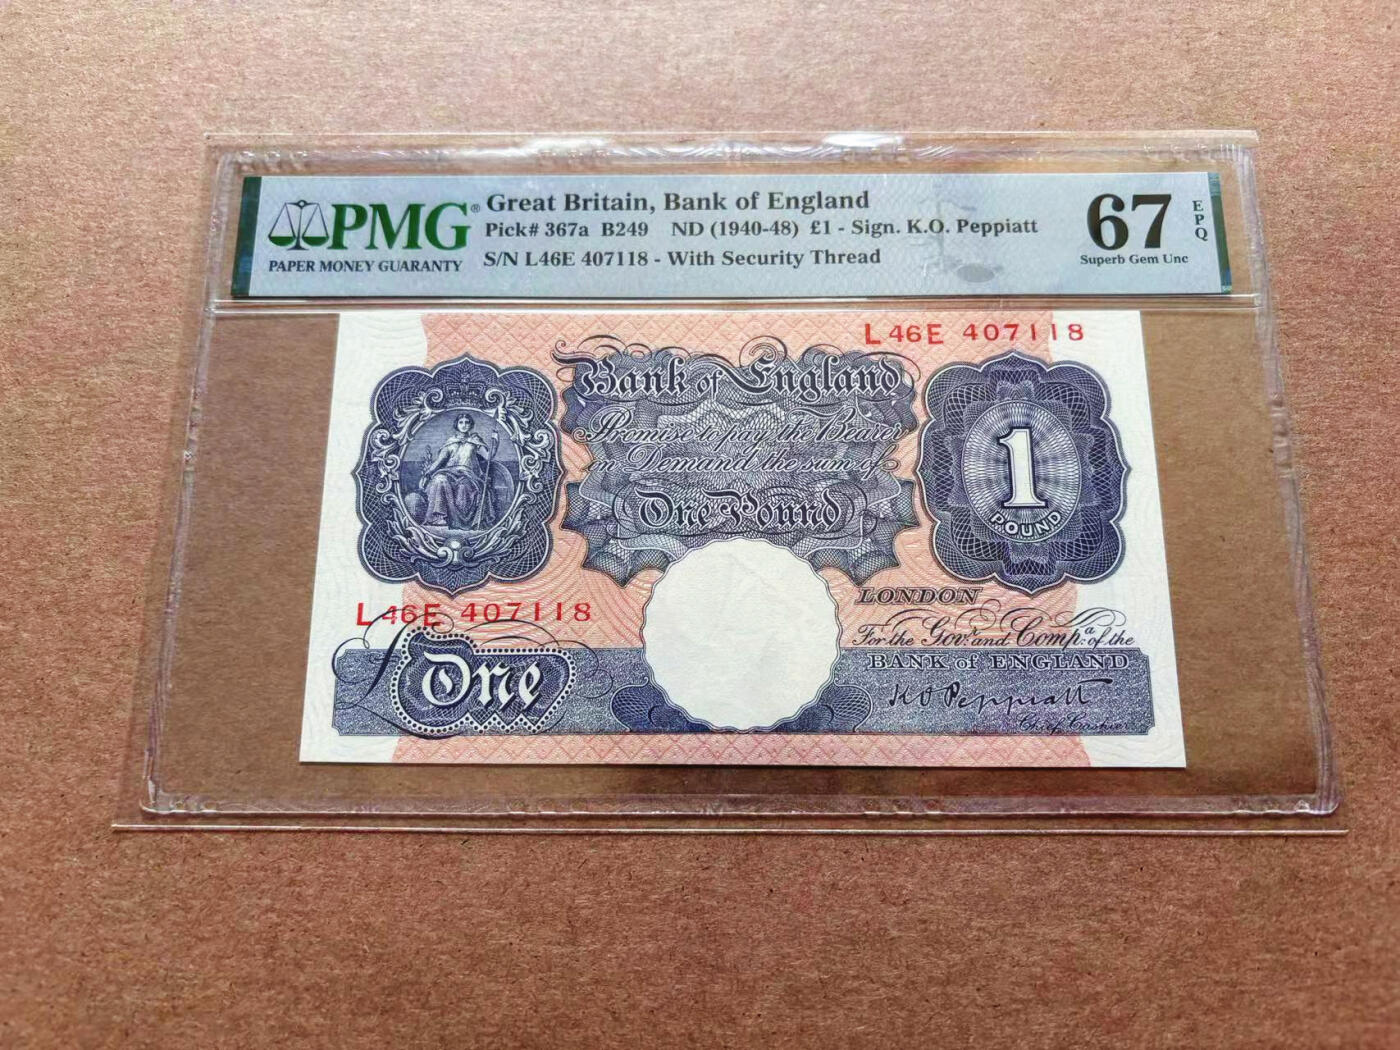 PMG®
PAPER MONEY GUARANTY
Great Britain, Bank of England
Pick# 367a B249 ND (1940-48) £1 - Sign. K.O. Peppiatt
S/N L46E 407118 - With Security Thread
67
EPQ
Superb Gem Unc
L46E 407118
Bank of England
Promise to pay the Bearer
on Demand the sum of
One Pound
1
POUND
L46E 407118
LONDON
For the Govr. and Compa. of the
BANK of ENGLAND
K O Peppiatt
Chief Cashier
£One